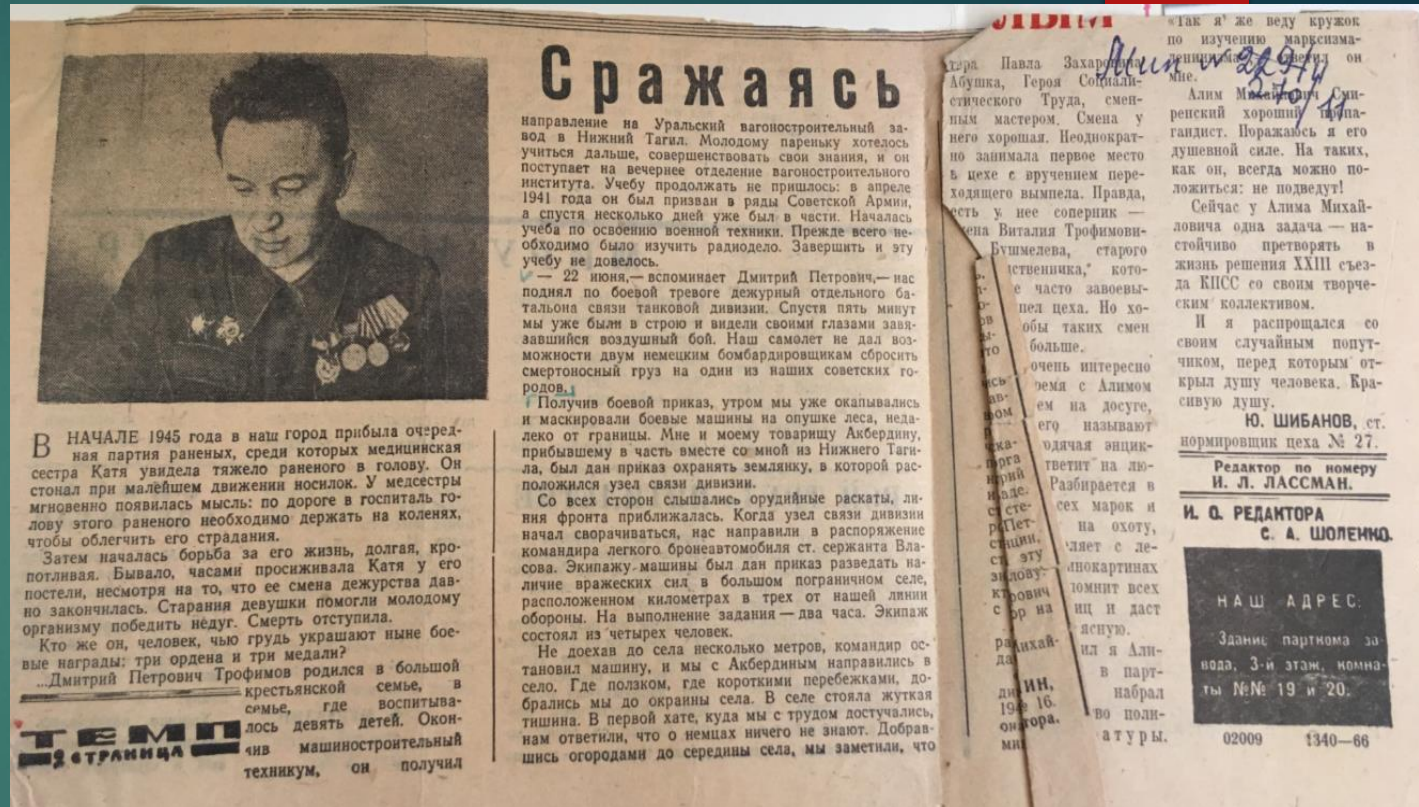 Сражаясь
В НАЧАЛЕ 1945 года в наш город прибыла очеред-
ная партия раненых, среди которых медицинская
сестра Катя увидела тяжело раненого в голову. Он
стонал при малейшем движении носилок. У медсестры
мгновенно появилась мысль: по дороге в госпиталь го-
лову этого раненого необходимо держать на коленях,
чтобы облегчить его страдания.
Затем началась борьба за его жизнь, долгая, кро-
потливая. Бывало, часами просиживала Катя у его
постели, несмотря на то, что ее смена дежурства дав-
но закончилась. Старания девушки помогли молодому
организму победить недуг. Смерть отступила.
Кто же он, человек, чью грудь украшают ныне бое-
вые награды: три ордена и три медали?
...Дмитрий Петрович Трофимов родился в большой
крестьянской семье, в
семье, где воспитыва-
лось девять детей. Окон-
чив машиностроительный
техникум, он получил
ТЕМП
2 СТРАНИЦА
направление на Уральский вагоностроительный за-
вод в Нижний Тагил. Молодому пареньку хотелось
учиться дальше, совершенствовать свои знания, и он
поступает на вечернее отделение вагоностроительного
института. Учебу продолжать не пришлось: в апреле
1941 года он был призван в ряды Советской Армии,
а спустя несколько дней уже был в части. Началась
учеба по освоению военной техники. Прежде всего не-
обходимо было изучить радиодело. Завершить и эту
учебу не довелось.
— 22 июня,— вспоминает Дмитрий Петрович,— нас
поднял по боевой тревоге дежурный отдельного ба-
тальона связи танковой дивизии. Спустя пять минут
мы уже были в строю и видели своими глазами завя-
завшийся воздушный бой. Наш самолет не дал воз-
можности двум немецким бомбардировщикам сбросить
смертоносный груз на один из наших советских го-
родов.
Получив боевой приказ, утром мы уже окапывались
и маскировали боевые машины на опушке леса, неда-
леко от границы. Мне и моему товарищу Акбердину,
прибывшему в часть вместе со мной из Нижнего Таги-
ла, был дан приказ охранять землянку, в которой рас-
положился узел связи дивизии.
Со всех сторон слышались орудийные раскаты, ли-
ния фронта приближалась. Когда узел связи дивизии
начал сворачиваться, нас направили в распоряжение
командира легкого бронеавтомобиля ст. сержанта Вла-
сова. Экипажу машины был дан приказ разведать на-
личие вражеских сил в большом пограничном селе,
расположенном километрах в трех от нашей линии
обороны. На выполнение задания — два часа. Экипаж
состоял из четырех человек.
Не доехав до села несколько метров, командир ос-
тановил машину, и мы с Акбердиным направились в
село. Где ползком, где короткими перебежками, до-
брались мы до окраины села. В селе стояла жуткая
тишина. В первой хате, куда мы с трудом достучались,
нам ответили, что о немцах ничего не знают. Добрав-
шись огородами до середины села, мы заметили, что
Павла Захаровича
Абушка, Героя Социали-
стического Труда, смен-
ным мастером. Смена у
него хорошая. Неоднократ-
но занимала первое место
в цехе с вручением пере-
ходящего вымпела. Правда,
есть у нее соперник —
Виталия Трофимови-
Бушмелева, старого
кото-
часто завоевы-
цеха. Но хо-
таких смен
больше.
очень интересно
с Алимом
на досуге,
его называют
энцик-
на лю-
Разбирается в
марок и
на охоту,
с ле-
всех
и даст
я Али-
в парт-
набрал
поли-
«Так я же веду кружок
по изучению марксизма-
он
мне.
Алим Михайлович Сми-
ренский хороший пропа-
гандист. Поражаюсь я его
душевной силе. На таких,
как он, всегда можно по-
ложиться: не подведут!
Сейчас у Алима Михай-
ловича одна задача — на-
стойчиво претворять в
жизнь решения XXIII съез-
да КПСС со своим творче-
ским коллективом.
И я распрощался со
своим случайным попут-
чиком, перед которым от-
крыл душу человека. Кра-
сивую душу.
Ю. ШИБАНОВ, ст.
нормировщик цеха № 27.
Редактор по номеру
И. Л. ЛАССМАН.
И. О. РЕДАКТОРА
С. А. ШОЛЕНКО.
НАШ АДРЕС:
Здание парткома за-
вода, 3-й этаж, комна-
ты №№ 19 и 20.
02009 1340—66